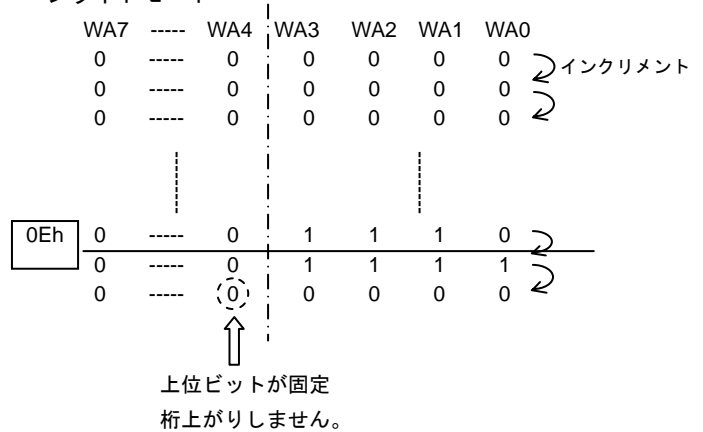 WA7 ----- WA4 WA3 WA2 WA1 WA0
0 ----- 0 0 0 0 0
インクリメント
0 ----- 0 0 0 0 0
0 ----- 0 0 0 0 0
0Eh 0 ----- 0 1 1 1 0
0 ----- 0 1 1 1 1
0 ----- 0 0 0 0 0
上位ビットが固定
桁上がりしません。